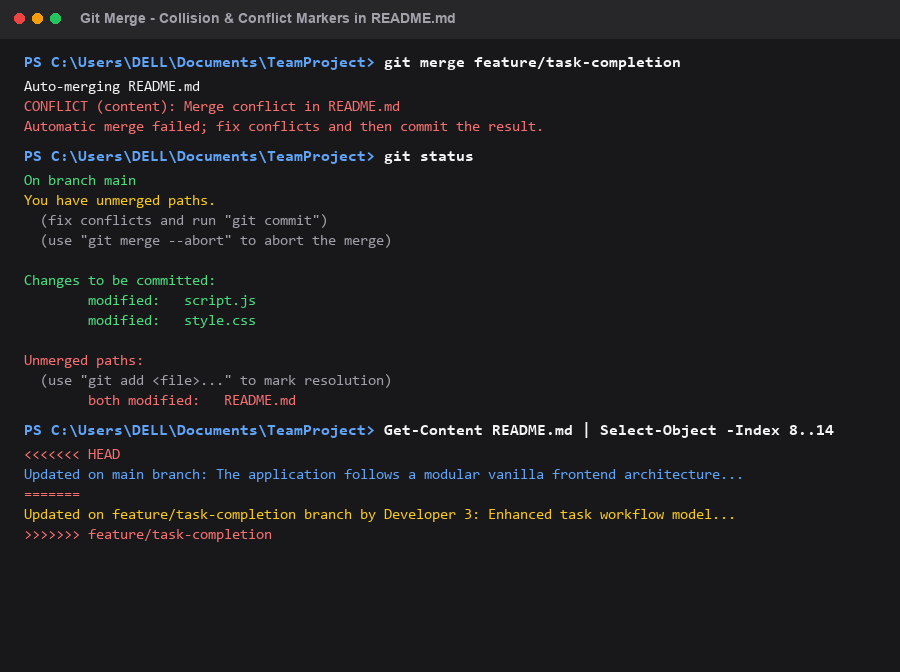 Git Merge - Collision & Conflict Markers in README.md
PS C:\Users\DELL\Documents\TeamProject> git merge feature/task-completion
Auto-merging README.md
CONFLICT (content): Merge conflict in README.md
Automatic merge failed; fix conflicts and then commit the result.
PS C:\Users\DELL\Documents\TeamProject> git status
On branch main
You have unmerged paths.
  (fix conflicts and run "git commit")
  (use "git merge --abort" to abort the merge)
Changes to be committed:
        modified:   script.js
        modified:   style.css
Unmerged paths:
  (use "git add <file>..." to mark resolution)
        both modified:   README.md
PS C:\Users\DELL\Documents\TeamProject> Get-Content README.md | Select-Object -Index 8..14
<<<<<<< HEAD
Updated on main branch: The application follows a modular vanilla frontend architecture...
=======
Updated on feature/task-completion branch by Developer 3: Enhanced task workflow model...
>>>>>>> feature/task-completion